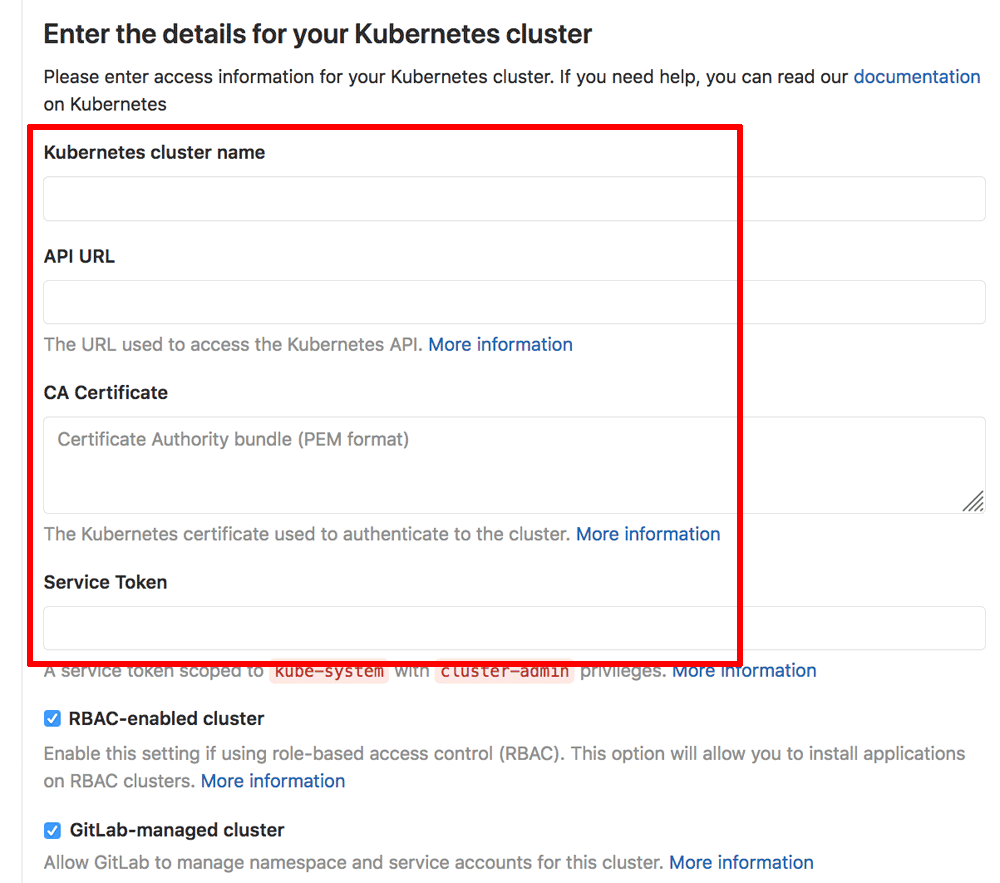 Enter the details for your Kubernetes cluster
Please enter access information for your Kubernetes cluster. If you need help, you can read our documentation
on Kubernetes
Kubernetes cluster name
API URL
The URL used to access the Kubernetes API. More information
CA Certificate
Certificate Authority bundle (PEM format)
The Kubernetes certificate used to authenticate to the cluster. More information
Service Token
A service token scoped to kube-system with cluster-admin privileges. More information
RBAC-enabled cluster
Enable this setting if using role-based access control (RBAC). This option will allow you to install applications
on RBAC clusters. More information
GitLab-managed cluster
Allow GitLab to manage namespace and service accounts for this cluster. More information